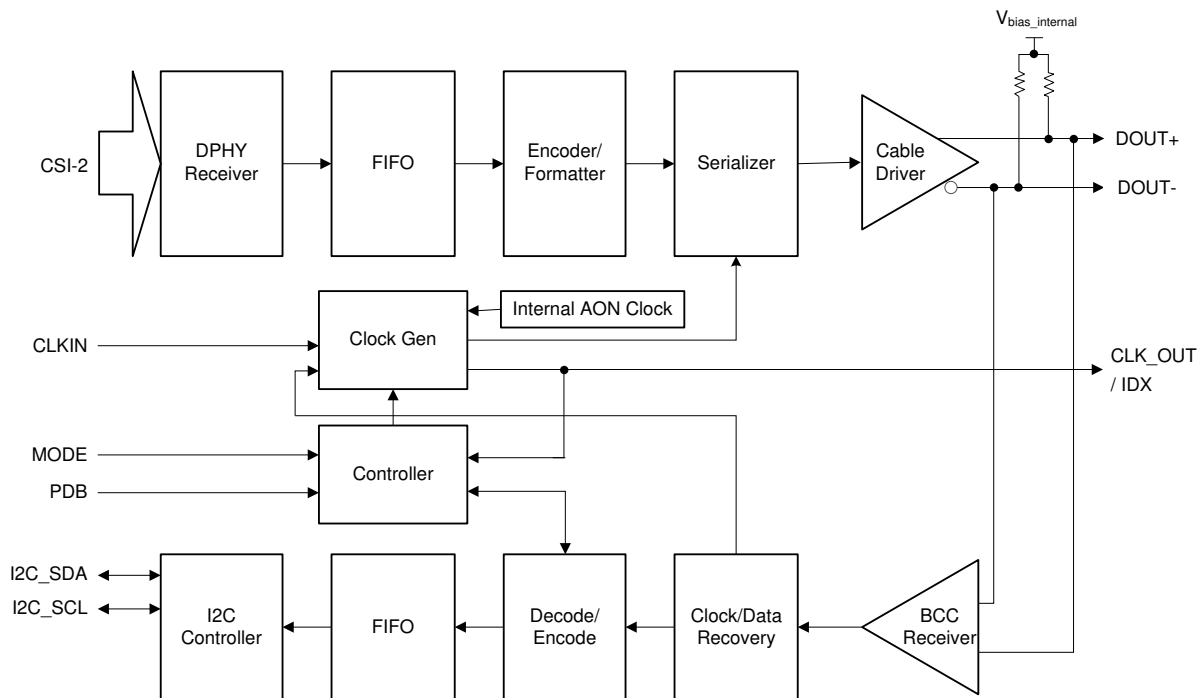 Vbias_internal
CSI-2
DPHY
Receiver
FIFO
Encoder/
Formatter
Serializer
Cable
Driver
DOUT+
DOUT-
Internal AON Clock
CLKIN
Clock Gen
CLK_OUT
/ IDX
MODE
PDB
Controller
I2C_SDA
I2C_SCL
I2C
Controller
FIFO
Decode/
Encode
Clock/Data
Recovery
BCC
Receiver